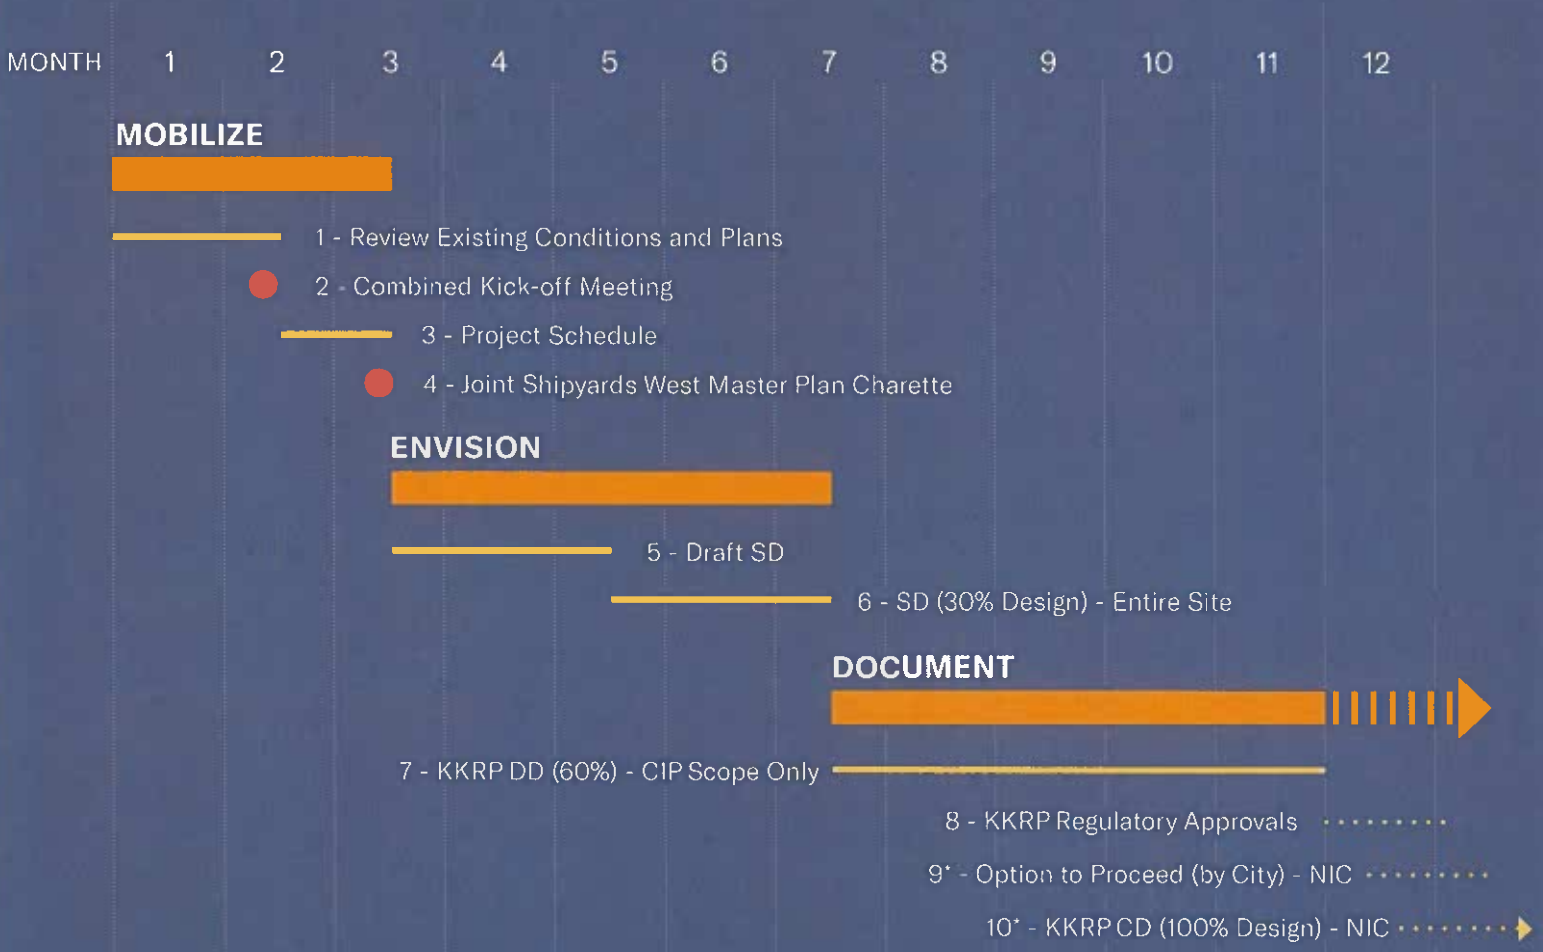 MONTH 1 2 3 4 5 6 7 8 9 10 11 12
MOBILIZE
1 - Review Existing Conditions and Plans
2 - Combined Kick-off Meeting
3 - Project Schedule
4 - Joint Shipyards West Master Plan Charette
ENVISION
5 - Draft SD
6 - SD (30% Design) - Entire Site
DOCUMENT
7 - KKRP DD (60%) - CIP Scope Only
8 - KKRP Regulatory Approvals
9* - Option to Proceed (by City) - NIC
10* - KKRP CD (100% Design) - NIC